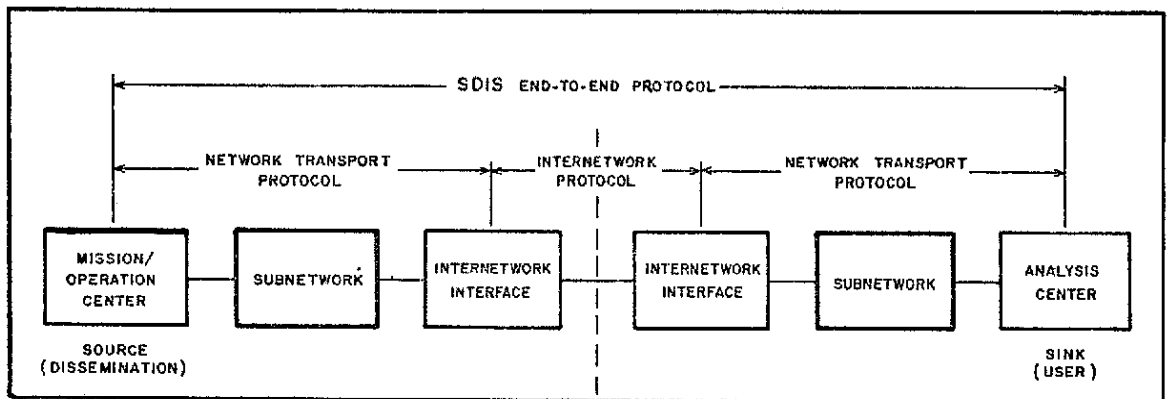 SDIS END-TO-END PROTOCOL
NETWORK TRANSPORT
PROTOCOL
INTERNETWORK
PROTOCOL
NETWORK TRANSPORT
PROTOCOL
MISSION/
OPERATION
CENTER
SUBNETWORK
INTERNETWORK
INTERFACE
INTERNETWORK
INTERFACE
SUBNETWORK
ANALYSIS
CENTER
SOURCE
(DISSEMINATION)
SINK
(USER)